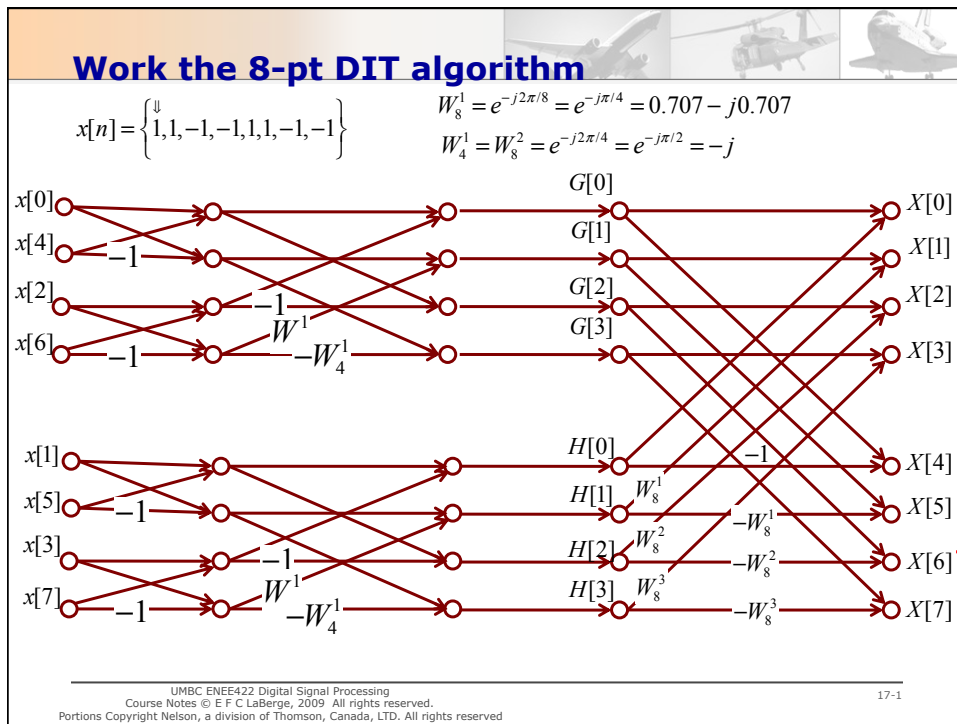 Work the 8-pt DIT algorithm
x[n] = {1,1,−1,−1,1,1,−1,−1}
⇓
W_8^1 = e^{−j2π/8} = e^{−jπ/4} = 0.707 − j0.707
W_4^1 = W_8^2 = e^{−j2π/4} = e^{−jπ/2} = −j
G[0]
x[0]
X[0]
G[1]
x[4]
−1
X[1]
G[2]
x[2]
−1
X[2]
G[3]
W^1
x[6]
−1
−W_4^1
X[3]
x[1]
H[0]
−1
X[4]
x[5]
−1
H[1]
W_8^1
−W_8^1
X[5]
x[3]
−1
H[2]
W_8^2
−W_8^2
X[6]
x[7]
−1
W^1
−W_4^1
H[3]
W_8^3
−W_8^3
X[7]
UMBC ENEE422 Digital Signal Processing
Course Notes © E F C LaBerge, 2009 All rights reserved.
Portions Copyright Nelson, a division of Thomson, Canada, LTD. All rights reserved
17-1